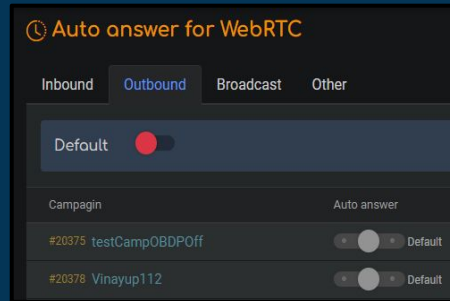 Auto answer for WebRTC
Inbound Outbound Broadcast Other
Default
Campagin Auto answer
#20375 testCampOBDPOff Default
#20378 Vinayup112 Default